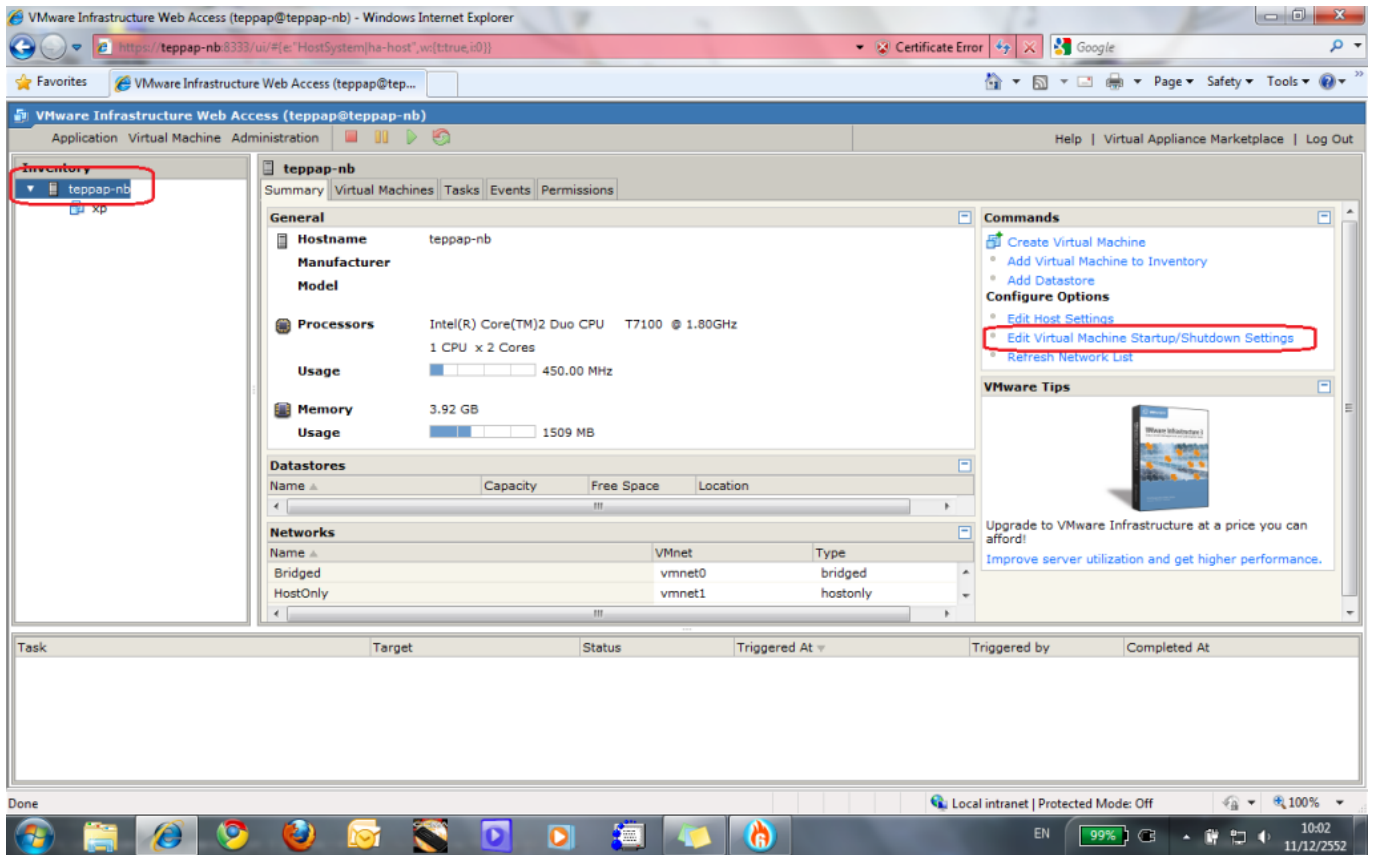 VMware Infrastructure Web Access (teppap@teppap-nb) - Windows Internet Explorer
https://teppap-nb:8333/ui/#{e:"HostSystem|ha-host",w:{t:true,i:0}}
Certificate Error
Google
Favorites
VMware Infrastructure Web Access (teppap@tep...
Page
Safety
Tools
VMware Infrastructure Web Access (teppap@teppap-nb)
Application Virtual Machine Administration
Help | Virtual Appliance Marketplace | Log Out
Inventory
teppap-nb
xp
teppap-nb
Summary Virtual Machines Tasks Events Permissions
General
Hostname teppap-nb
Manufacturer
Model
Processors Intel(R) Core(TM)2 Duo CPU T7100 @ 1.80GHz
1 CPU x 2 Cores
Usage 450.00 MHz
Memory 3.92 GB
Usage 1509 MB
Datastores
Name Capacity Free Space Location
Networks
Name VMnet Type
Bridged vmnet0 bridged
HostOnly vmnet1 hostonly
Commands
Create Virtual Machine
Add Virtual Machine to Inventory
Add Datastore
Configure Options
Edit Host Settings
Edit Virtual Machine Startup/Shutdown Settings
Refresh Network List
VMware Tips
VMware Infrastructure 3
Upgrade to VMware Infrastructure at a price you can
afford!
Improve server utilization and get higher performance.
Task Target Status Triggered At Triggered by Completed At
Done
Local intranet | Protected Mode: Off
100%
EN
99%
10:02
11/12/2552